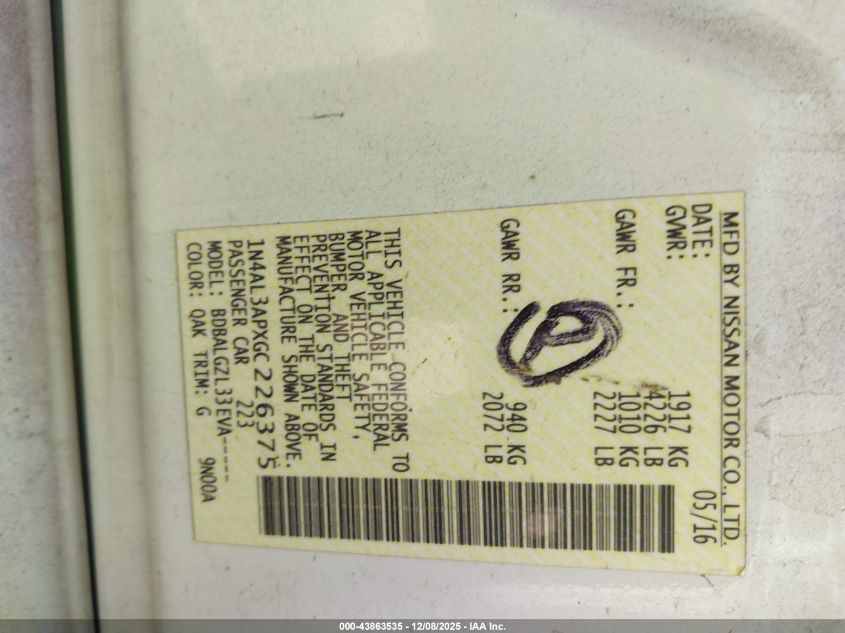 MFD BY NISSAN MOTOR CO., LTD.
DATE: 05/16
GVWR: 1917 KG
4226 LB
GAWR FR.: 1010 KG
2227 LB
GAWR RR.: 940 KG
2072 LB
THIS VEHICLE CONFORMS TO
ALL APPLICABLE FEDERAL
MOTOR VEHICLE SAFETY,
BUMPER, AND THEFT
PREVENTION STANDARDS IN
EFFECT ON THE DATE OF
MANUFACTURE SHOWN ABOVE.
1N4AL3APXGC226375
PASSENGER CAR 223
MODEL: BDBALGZL33EVA-----
COLOR: QAK TRIM: G 9N00A
000-43863535 - 12/08/2025 - IAA Inc.